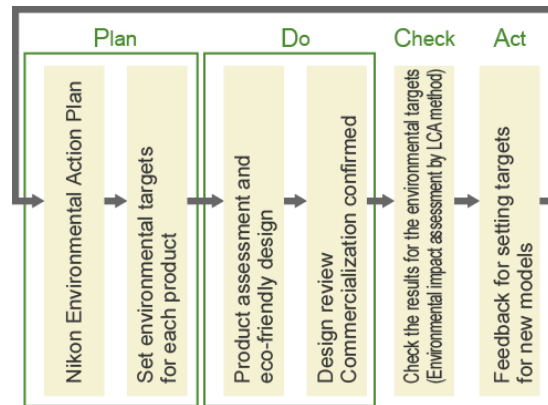 Plan
Do
Check
Act
Nikon Environmental Action Plan
Set environmental targets
for each product
Product assessment and
eco-friendly design
Design review
Commercialization confirmed
Check the results for the environmental targets
(Environmental impact assessment by LCA method)
Feedback for setting targets
for new models